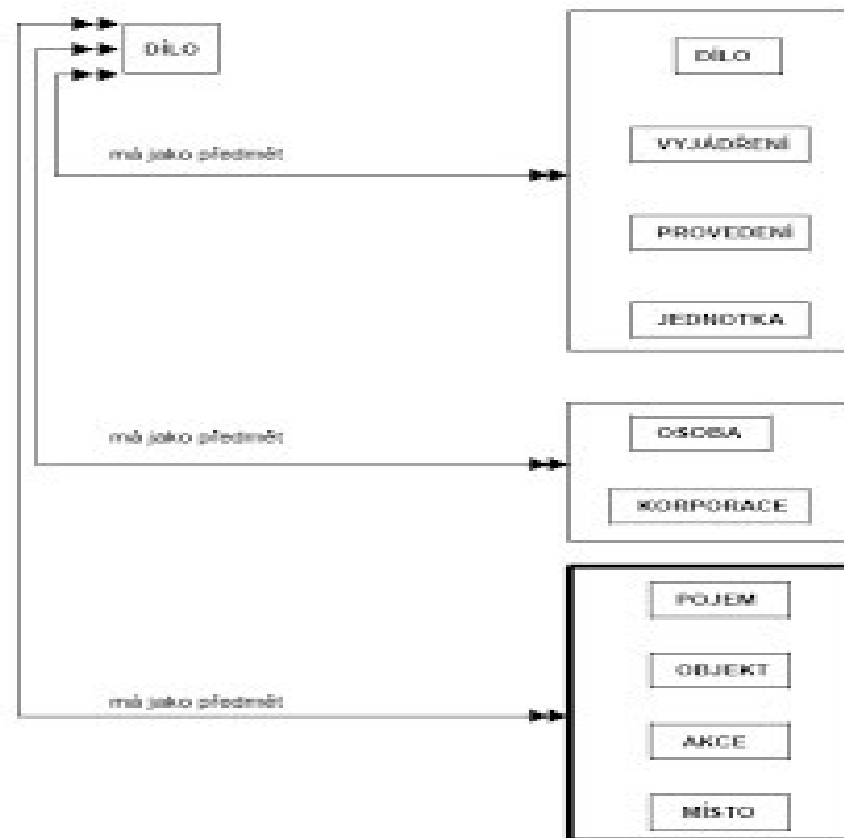 DÍLO
DÍLO
VYJÁDŘENÍ
má jako předmět
PROVEDENÍ
JEDNOTKA
má jako předmět
OSOBA
KORPORACE
POJEM
OBJEKT
má jako předmět
AKCE
MÍSTO